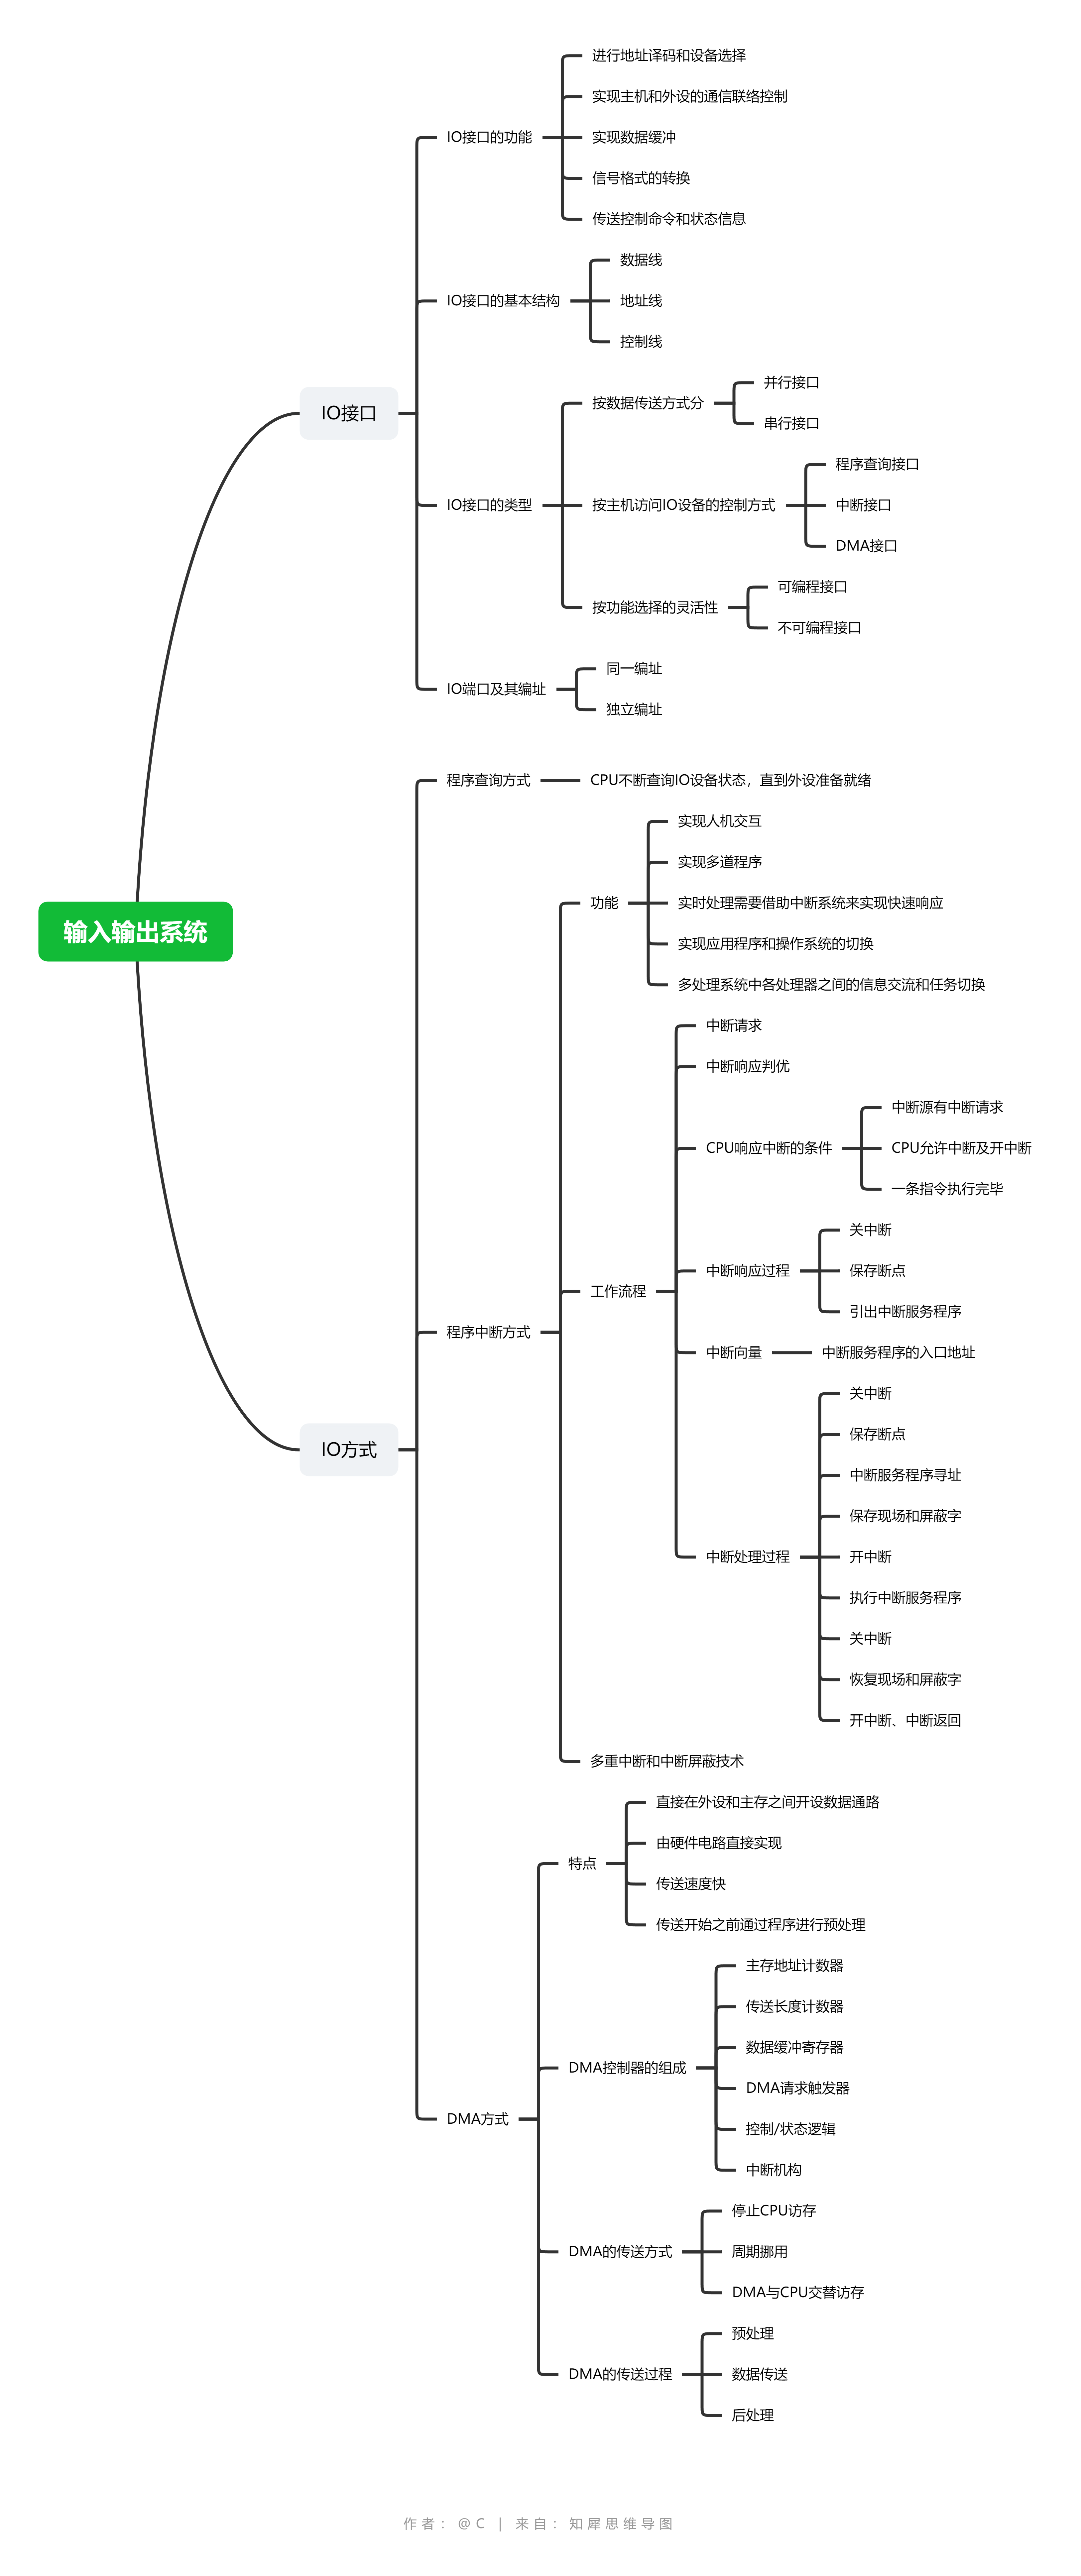 进行地址译码和设备选择
实现主机和外设的通信联络控制
IO接口的功能
实现数据缓冲
信号格式的转换
传送控制命令和状态信息
数据线
IO接口的基本结构
地址线
控制线
并行接口
按数据传送方式分
串行接口
IO接口
程序查询接口
IO接口的类型
按主机访问IO设备的控制方式
中断接口
DMA接口
可编程接口
按功能选择的灵活性
不可编程接口
同一编址
IO端口及其编址
独立编址
程序查询方式
CPU不断查询IO设备状态，直到外设准备就绪
实现人机交互
实现多道程序
功能
实时处理需要借助中断系统来实现快速响应
输入输出系统
实现应用程序和操作系统的切换
多处理系统中各处理器之间的信息交流和任务切换
中断请求
中断响应判优
中断源有中断请求
CPU响应中断的条件
CPU允许中断及开中断
一条指令执行完毕
关中断
中断响应过程
保存断点
工作流程
引出中断服务程序
程序中断方式
中断向量
中断服务程序的入口地址
关中断
保存断点
IO方式
中断服务程序寻址
保存现场和屏蔽字
中断处理过程
开中断
执行中断服务程序
关中断
恢复现场和屏蔽字
开中断、中断返回
多重中断和中断屏蔽技术
直接在外设和主存之间开设数据通路
由硬件电路直接实现
特点
传送速度快
传送开始之前通过程序进行预处理
主存地址计数器
传送长度计数器
数据缓冲寄存器
DMA控制器的组成
DMA请求触发器
DMA方式
控制/状态逻辑
中断机构
停止CPU访存
DMA的传送方式
周期挪用
DMA与CPU交替访存
预处理
DMA的传送过程
数据传送
后处理
作者：@C | 来自：知犀思维导图